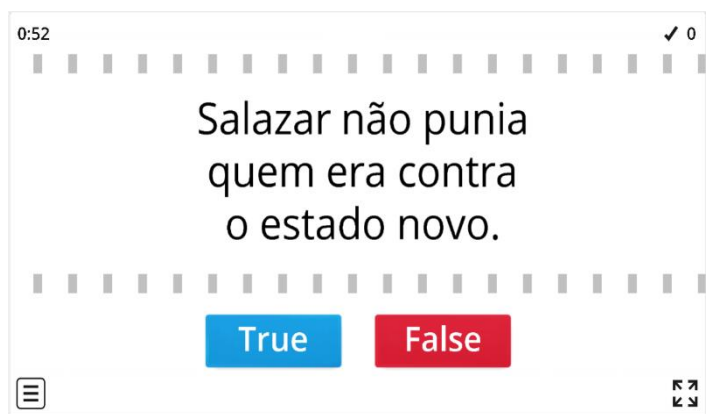 0:52
✓ 0
Salazar não punia
quem era contra
o estado novo.
True
False